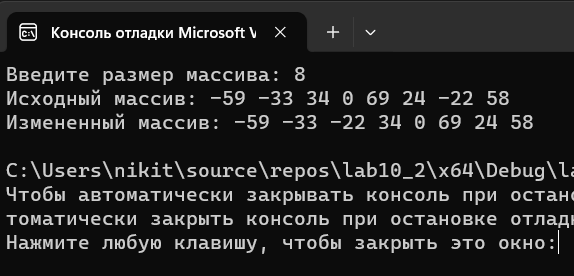 Консоль отладки Microsoft V
Введите размер массива: 8
Исходный массив: -59 -33 34 0 69 24 -22 58
Измененный массив: -59 -33 -22 34 0 69 24 58
C:\Users\nikit\source\repos\lab10_2\x64\Debug\la
Чтобы автоматически закрывать консоль при остано
томатически закрыть консоль при остановке отладк
Нажмите любую клавишу, чтобы закрыть это окно: